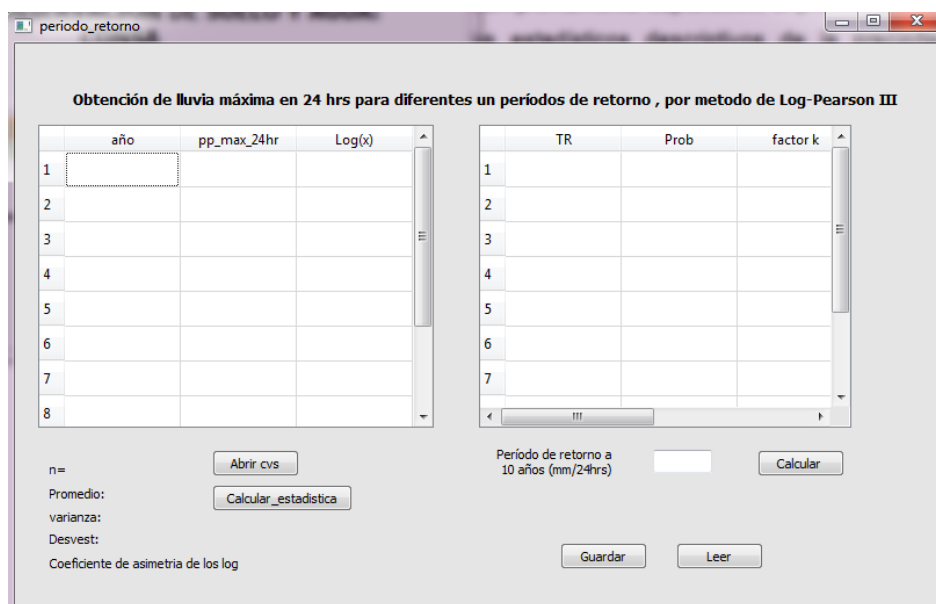 periodo_retorno
Obtención de lluvia máxima en 24 hrs para diferentes un períodos de retorno , por metodo de Log-Pearson III
año pp_max_24hr Log(x)
1
2
3
4
5
6
7
8
TR Prob factor k
1
2
3
4
5
6
7
n=
Abrir cvs
Promedio:
Calcular_estadistica
varianza:
Desvest:
Coeficiente de asimetria de los log
Período de retorno a
10 años (mm/24hrs)
Calcular
Guardar Leer